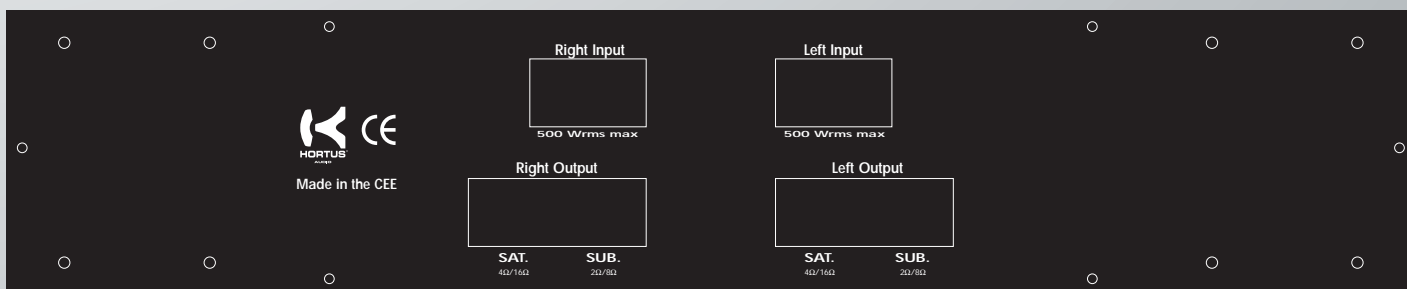 Right Input
Left Input
500 Wrms max
500 Wrms max
CE
HORTUS
AUDIO
Made in the CEE
Right Output
Left Output
SAT.
SUB.
SAT.
SUB.
4Ω/16Ω
2Ω/8Ω
4Ω/16Ω
2Ω/8Ω